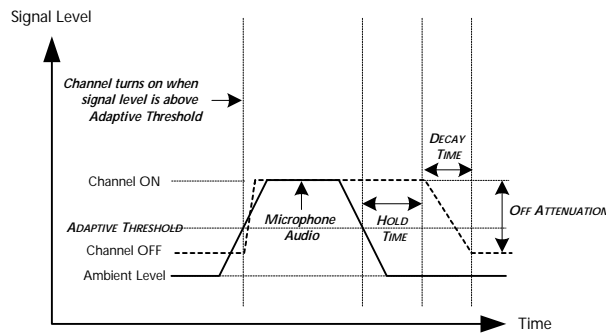 Signal Level
Channel turns on when
signal level is above
Adaptive Threshold
DECAY
TIME
Channel ON
OFF ATTENUATION
Microphone
Audio
HOLD
TIME
ADAPTIVE THRESHOLD
Channel OFF
Ambient Level
Time